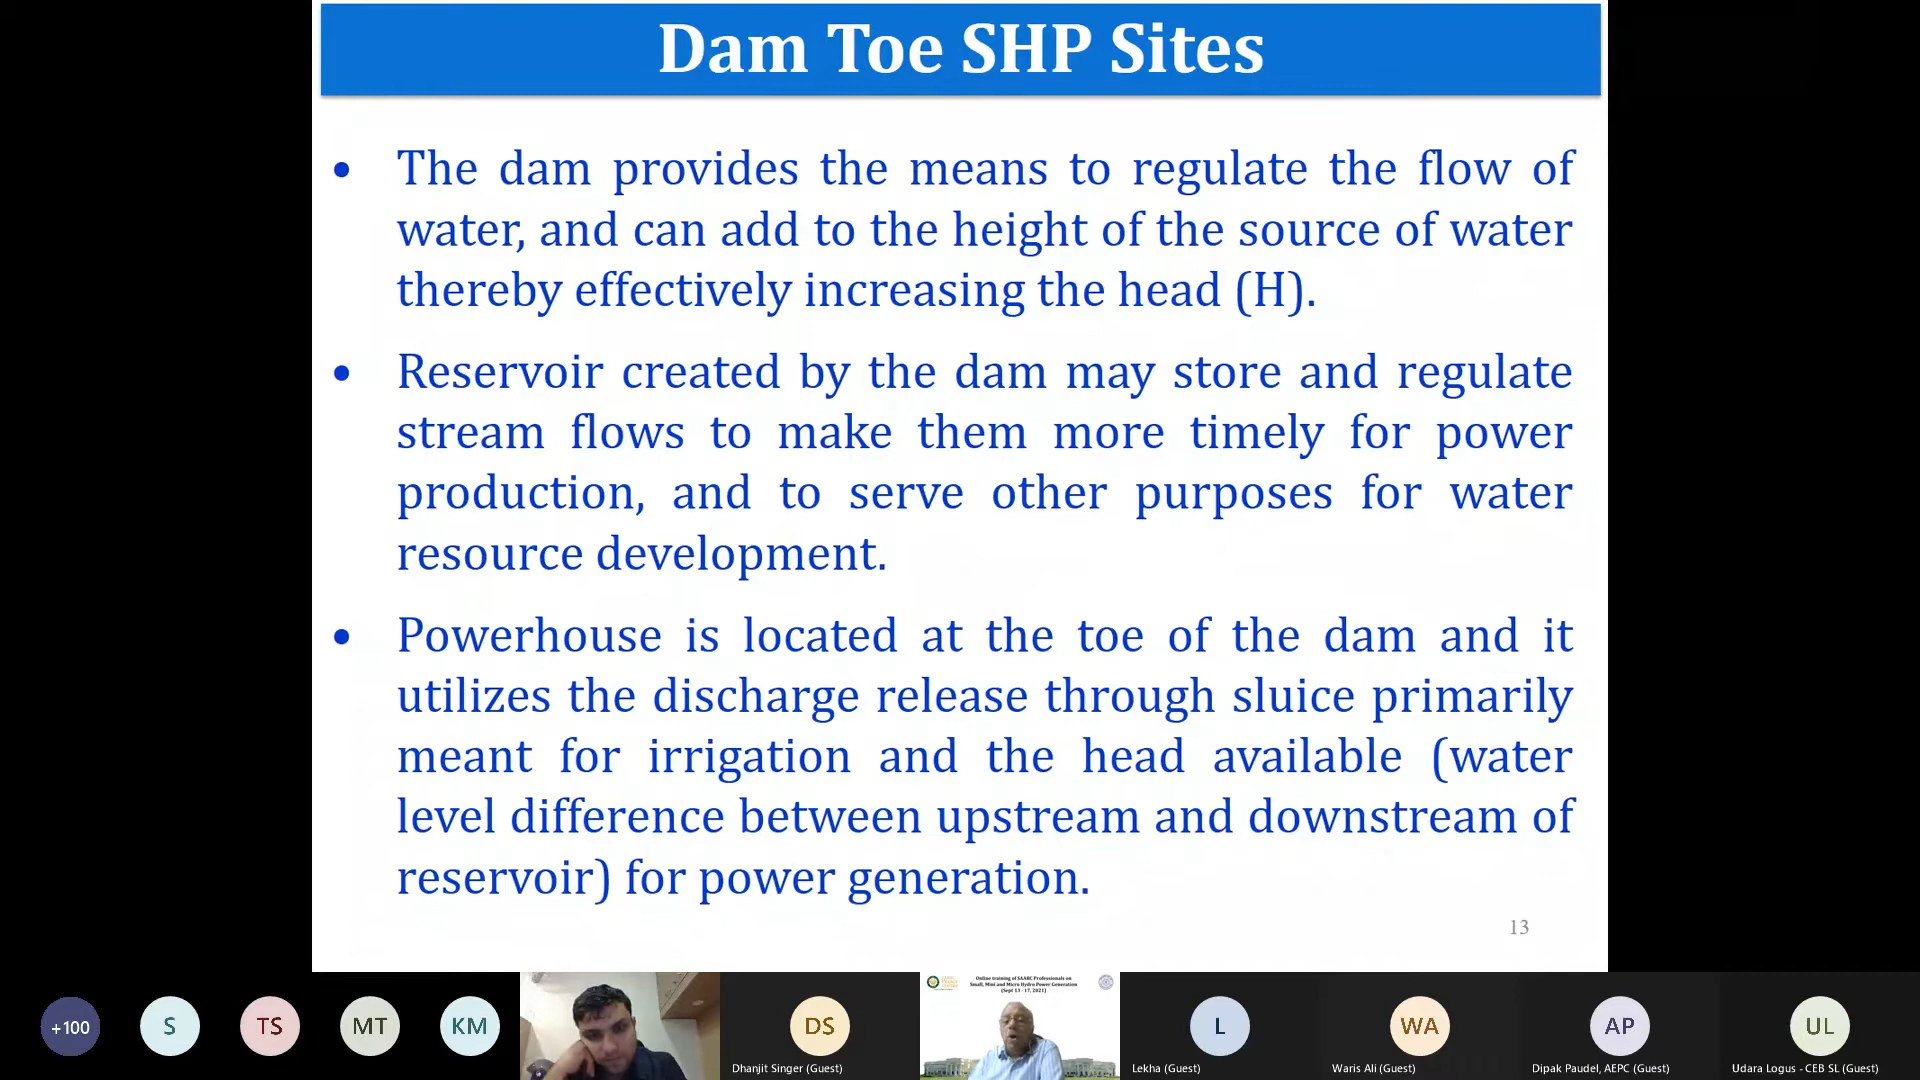 Dam Toe SHP Sites
• The dam provides the means to regulate the flow of
water, and can add to the height of the source of water
thereby effectively increasing the head (H).
• Reservoir created by the dam may store and regulate
stream flows to make them more timely for power
production, and to serve other purposes for water
resource development.
• Powerhouse is located at the toe of the dam and it
utilizes the discharge release through sluice primarily
meant for irrigation and the head available (water
level difference between upstream and downstream of
reservoir) for power generation.
13
+100
S
TS
MT
KM
DS
Dhanjit Singer (Guest)
Online training of SAARC Professionals on
Small, Mini and Micro Hydro Power Generation
(Sept 13 - 17, 2021)
L
Lekha (Guest)
WA
Waris Ali (Guest)
AP
Dipak Paudel, AEPC (Guest)
UL
Udara Logus - CEB SL (Guest)